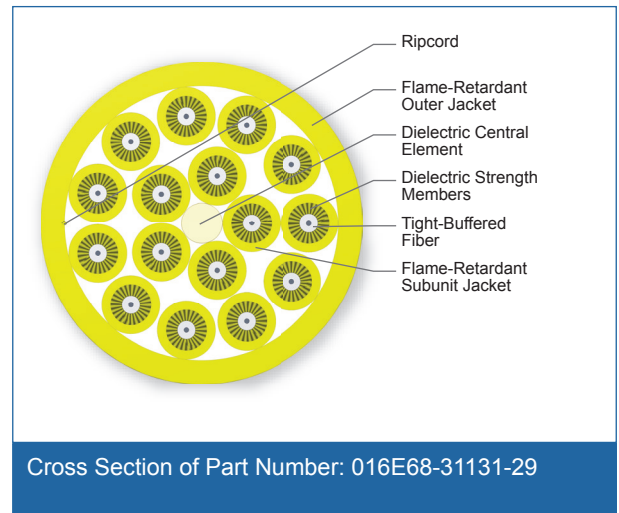 Ripcord
Flame-Retardant
Outer Jacket
Dielectric Central
Element
Dielectric Strength
Members
Tight-Buffered
Fiber
Flame-Retardant
Subunit Jacket
Cross Section of Part Number: 016E68-31131-29